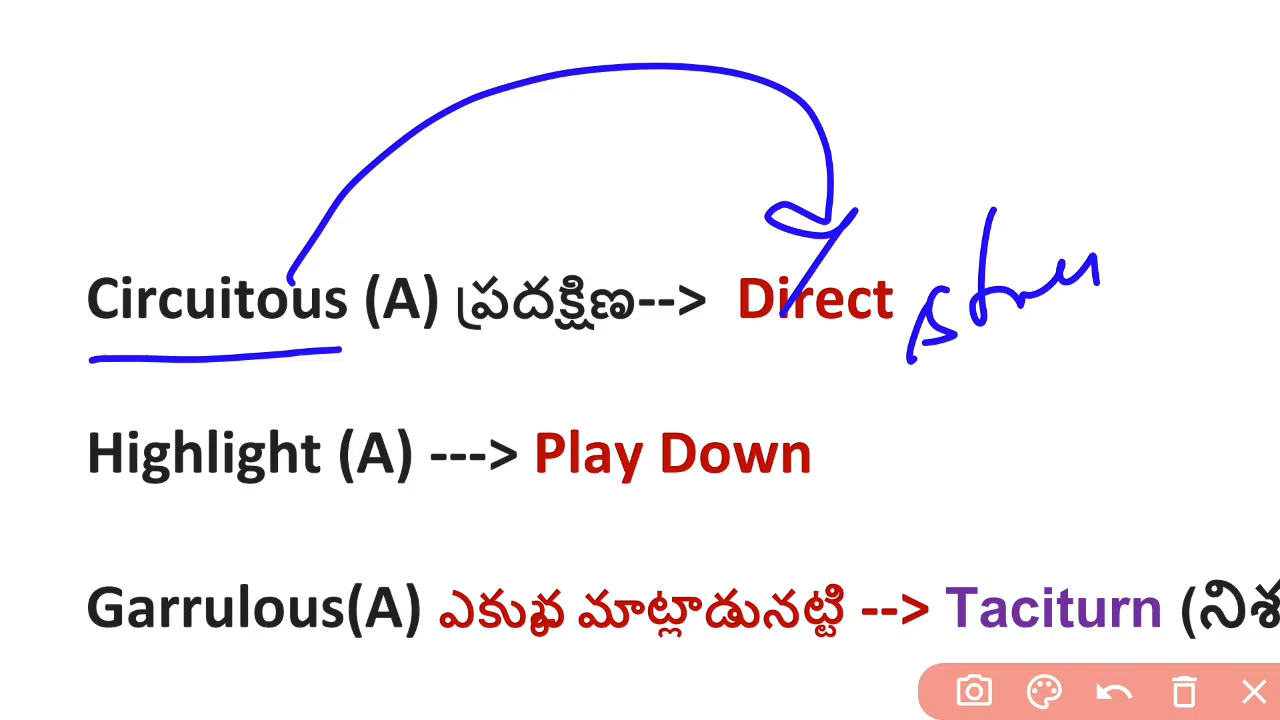 Circuitous (A) ప్రదక్షిణ--> Direct
Highlight (A) ---> Play Down
Garrulous(A) ఎకువ్మ మాట్లాడునట్టి --> Taciturn (నిశ